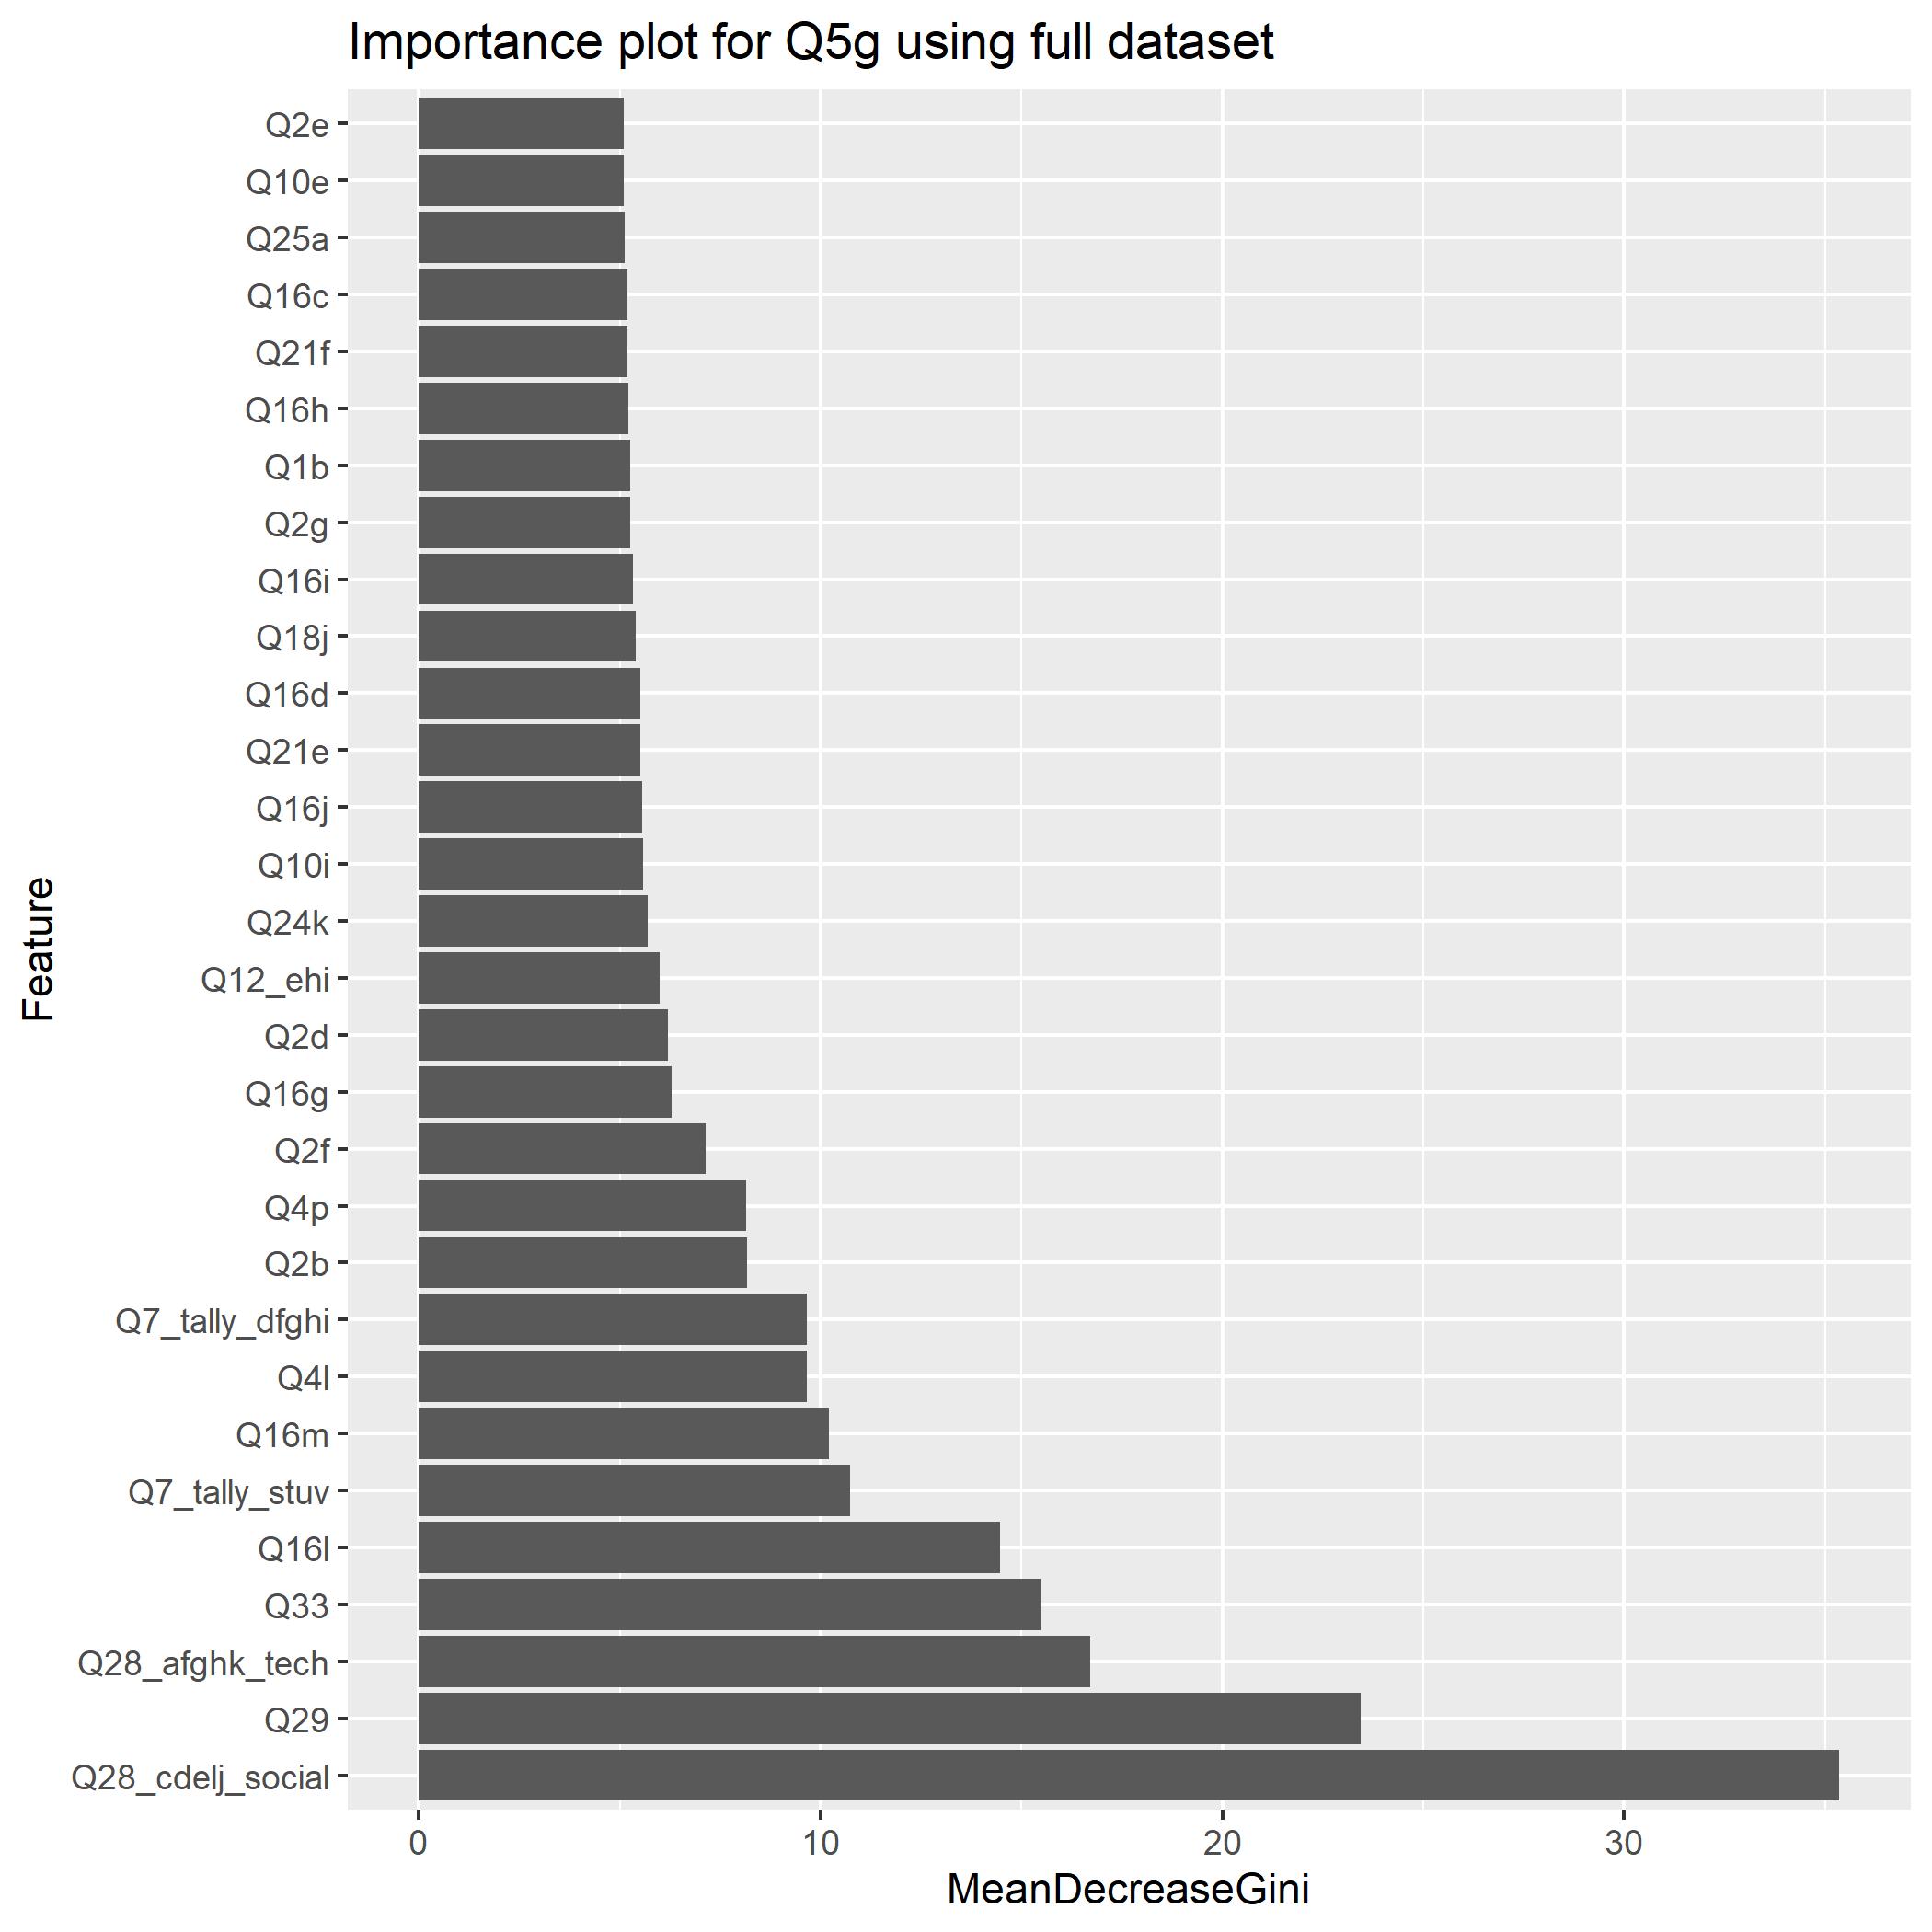 Importance plot for Q5g using full dataset
Q2e
Q10e
Q25a
Q16c
Q21f
Q16h
Q1b
Q2g
Q16i
Q18j
Q16d
Q21e
Q16j
Q10i
Q24k
Q12_ehi
Q2d
Q16g
Q2f
Q4p
Q2b
Q7_tally_dfghi
Q4l
Q16m
Q7_tally_stuv
Q16l
Q33
Q28_afghk_tech
Q29
Q28_cdelj_social
Feature
0 10 20 30
MeanDecreaseGini